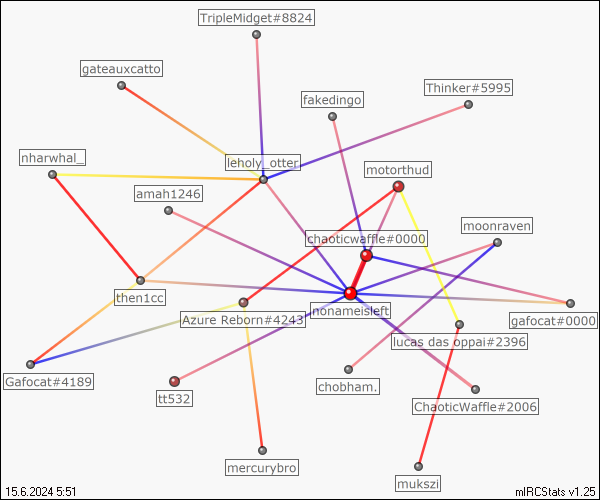 TripleMidget#8824
gateauxcatto
Thinker#5995
fakedingo
nharwhal_
leholy_otter
motorthud
amah1246
moonraven
chaoticwaffle#0000
then1cc
nonameisleft
Azure Reborn#4243
gafocat#0000
lucas das oppai#2396
Gafocat#4189
chobham.
tt532
ChaoticWaffle#2006
mercurybro
mukszi
15.6.2024 5:51
mIRCStats v1.25